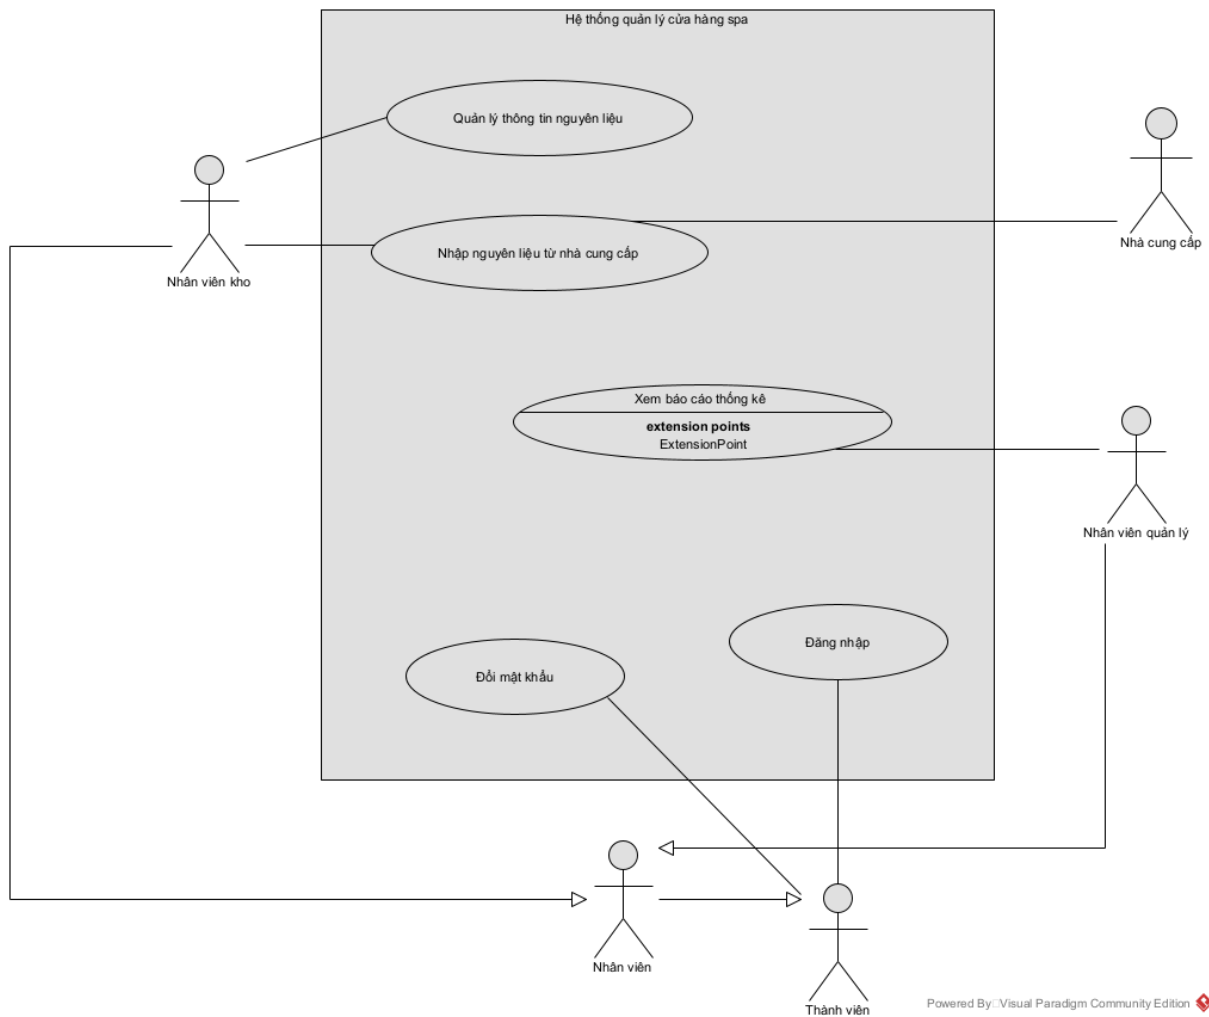 Hệ thống quản lý cửa hàng spa
Quản lý thông tin nguyên liệu
Nhà cung cấp
Nhập nguyên liệu từ nhà cung cấp
Nhân viên kho
Xem báo cáo thống kê
extension points
ExtensionPoint
Nhân viên quản lý
Đăng nhập
Đổi mật khẩu
Nhân viên
Thành viên
Powered By Visual Paradigm Community Edition